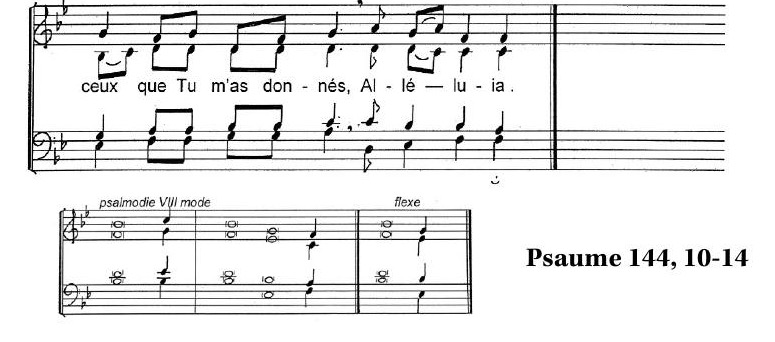 ceux que Tu m'as don - nés, Al - lé — lu - ia .
psalmodie VIII mode
flexe
Psaume 144, 10-14